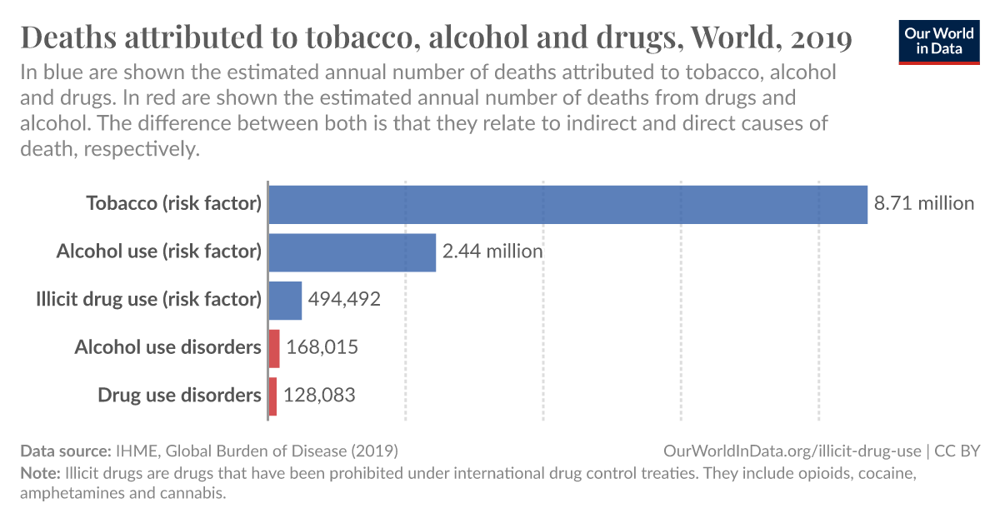 Deaths attributed to tobacco, alcohol and drugs, World, 2019
Our World
in Data
In blue are shown the estimated annual number of deaths attributed to tobacco, alcohol
and drugs. In red are shown the estimated annual number of deaths from drugs and
alcohol. The difference between both is that they relate to indirect and direct causes of
death, respectively.
Tobacco (risk factor) 8.71 million
Alcohol use (risk factor) 2.44 million
Illicit drug use (risk factor) 494,492
Alcohol use disorders 168,015
Drug use disorders 128,083
Data source: IHME, Global Burden of Disease (2019) OurWorldInData.org/illicit-drug-use | CC BY
Note: Illicit drugs are drugs that have been prohibited under international drug control treaties. They include opioids, cocaine,
amphetamines and cannabis.